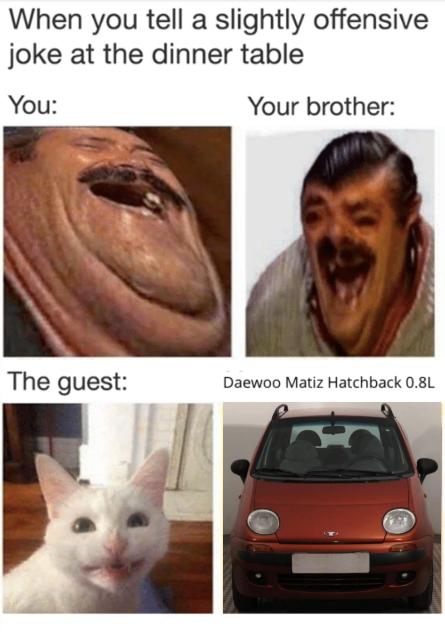 When you tell a slightly offensive
joke at the dinner table
You:
Your brother:
The guest:
Daewoo Matiz Hatchback 0.8L